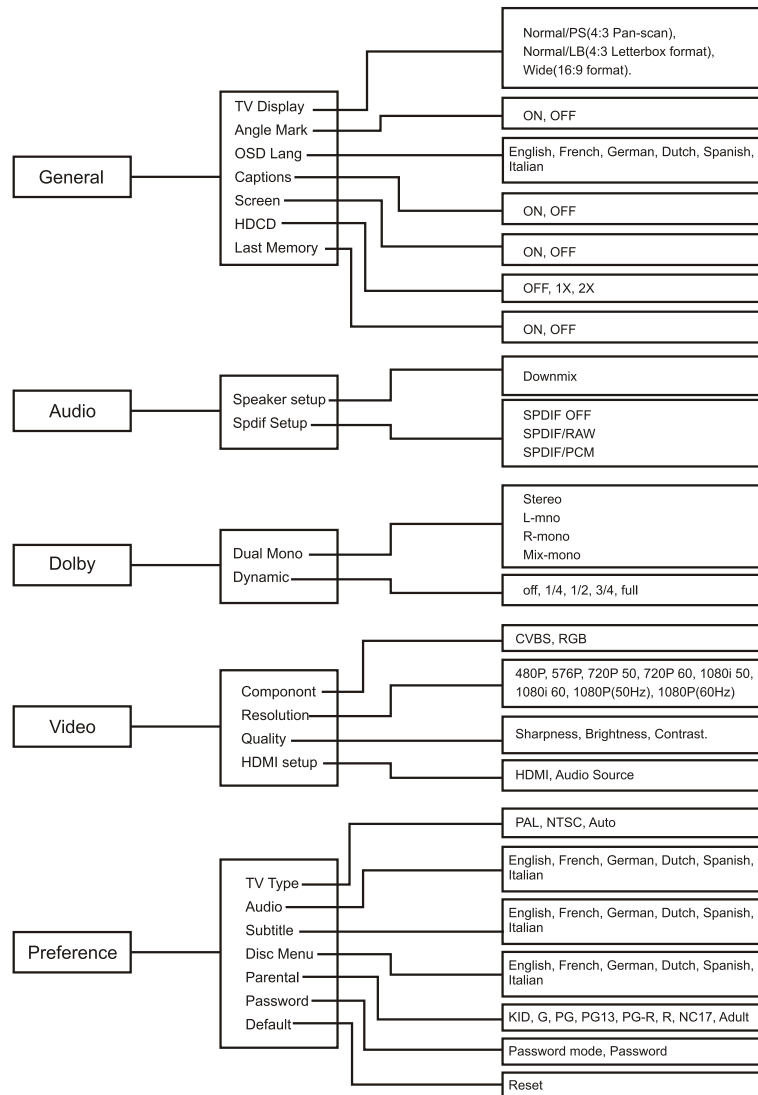 General
TV Display
Angle Mark
OSD Lang
Captions
Screen
HDCD
Last Memory
Normal/PS(4:3 Pan-scan),
Normal/LB(4:3 Letterbox format),
Wide(16:9 format).
ON, OFF
English, French, German, Dutch, Spanish,
Italian
ON, OFF
ON, OFF
OFF, 1X, 2X
ON, OFF
Audio
Speaker setup
Spdif Setup
Downmix
SPDIF OFF
SPDIF/RAW
SPDIF/PCM
Dolby
Dual Mono
Dynamic
Stereo
L-mno
R-mono
Mix-mono
off, 1/4, 1/2, 3/4, full
Video
Componont
Resolution
Quality
HDMI setup
CVBS, RGB
480P, 576P, 720P 50, 720P 60, 1080i 50,
1080i 60, 1080P(50Hz), 1080P(60Hz)
Sharpness, Brightness, Contrast.
HDMI, Audio Source
Preference
TV Type
Audio
Subtitle
Disc Menu
Parental
Password
Default
PAL, NTSC, Auto
English, French, German, Dutch, Spanish,
Italian
English, French, German, Dutch, Spanish,
Italian
English, French, German, Dutch, Spanish,
Italian
KID, G, PG, PG13, PG-R, R, NC17, Adult
Password mode, Password
Reset